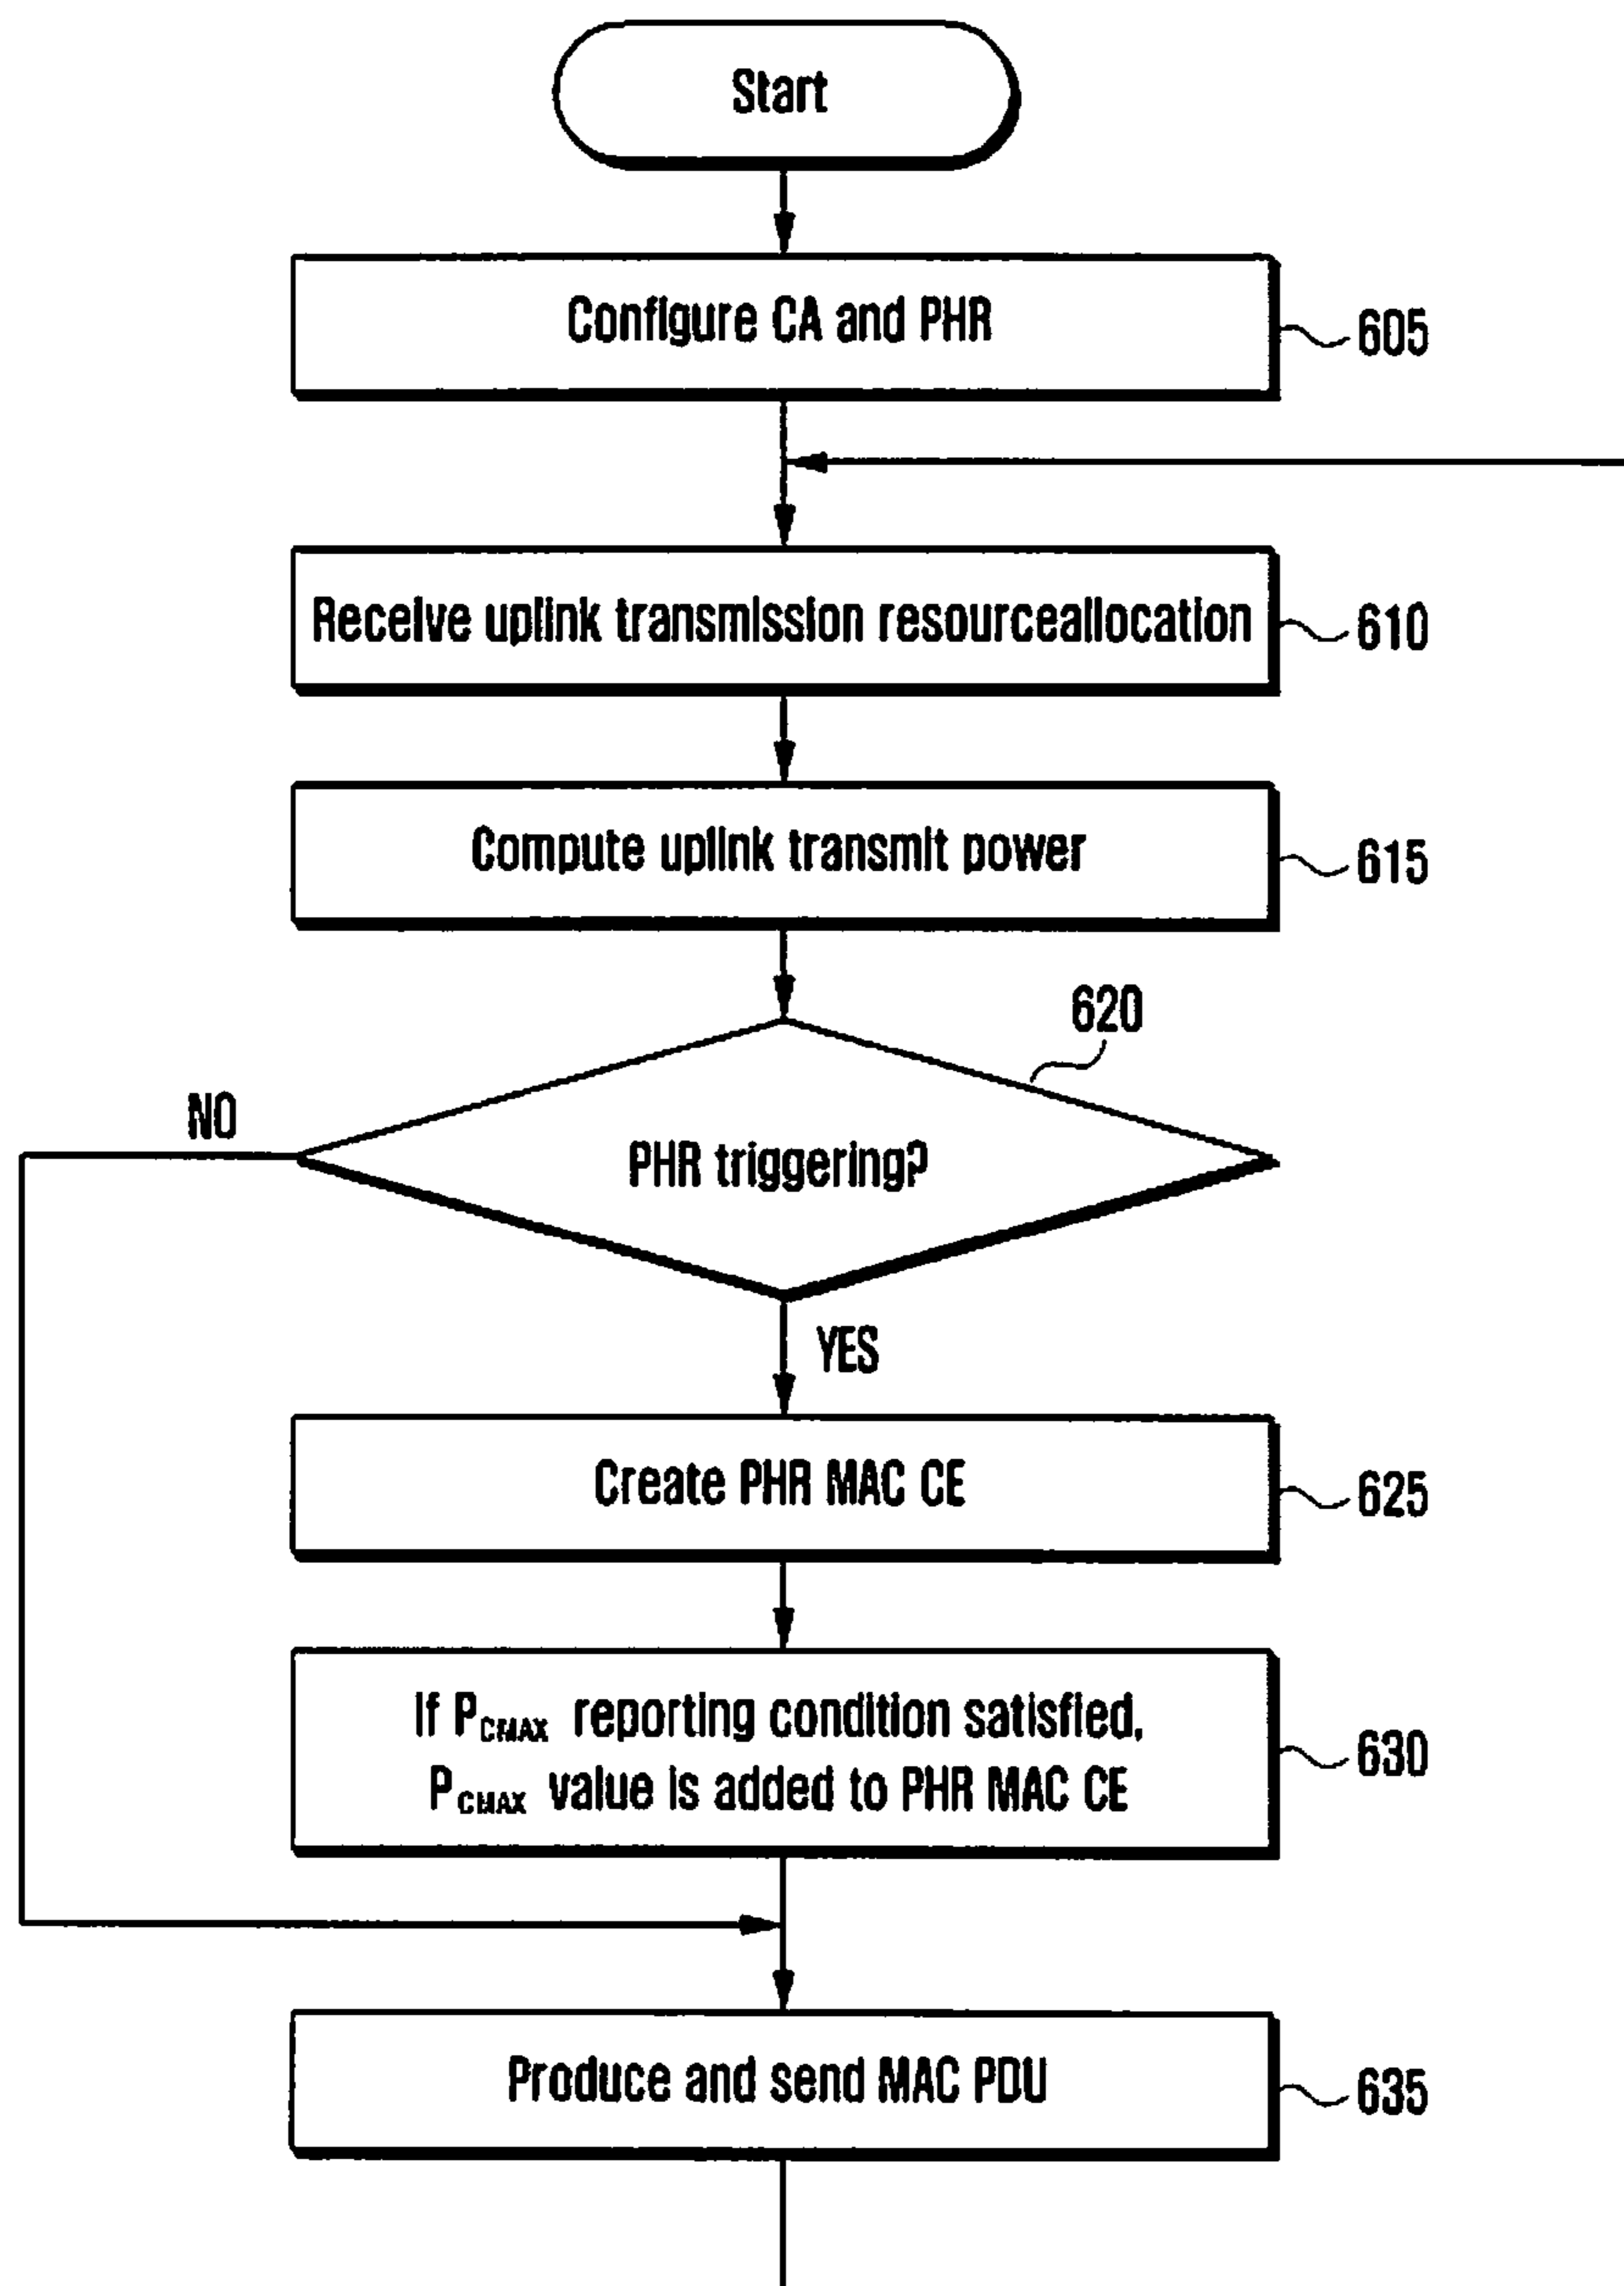 Start
Configure CA and PHR
605
Receive uplink transmission resourceallocation
610
Compute uplink transmit power
615
620
NO
PHR triggering?
YES
Create PHR MAC CE
625
If PCMAX reporting condition satisfied,
PCMAX value is added to PHR MAC CE
630
Produce and send MAC PDU
635